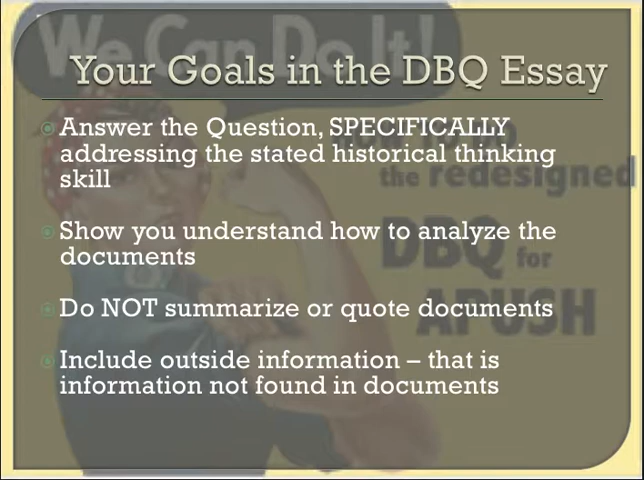 We Can Do It!
Your Goals in the DBQ Essay
Answer the Question, SPECIFICALLY
addressing the stated historical thinking
skill
the redesigned
Show you understand how to analyze the
documents
DBQ for
Do NOT summarize or quote documents
APUSH
Include outside information – that is
information not found in documents